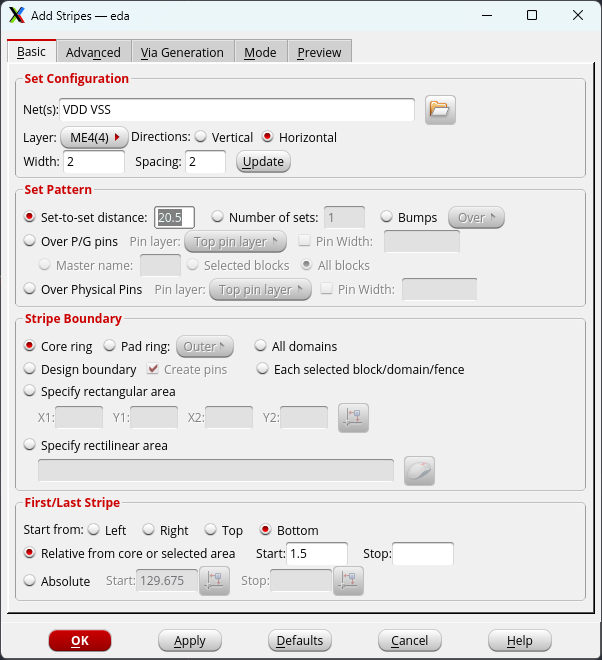 Add Stripes — eda
Basic Advanced Via Generation Mode Preview
Set Configuration
Net(s): VDD VSS
Layer: ME4(4) Directions: Vertical Horizontal
Width: 2 Spacing: 2 Update
Set Pattern
Set-to-set distance: 20.5 Number of sets: 1 Bumps Over
Over P/G pins Pin layer: Top pin layer Pin Width:
Master name: Selected blocks All blocks
Over Physical Pins Pin layer: Top pin layer Pin Width:
Stripe Boundary
Core ring Pad ring: Outer All domains
Design boundary Create pins Each selected block/domain/fence
Specify rectangular area
X1: Y1: X2: Y2:
Specify rectilinear area
First/Last Stripe
Start from: Left Right Top Bottom
Relative from core or selected area Start: 1.5 Stop:
Absolute Start: 129.675 Stop:
OK Apply Defaults Cancel Help